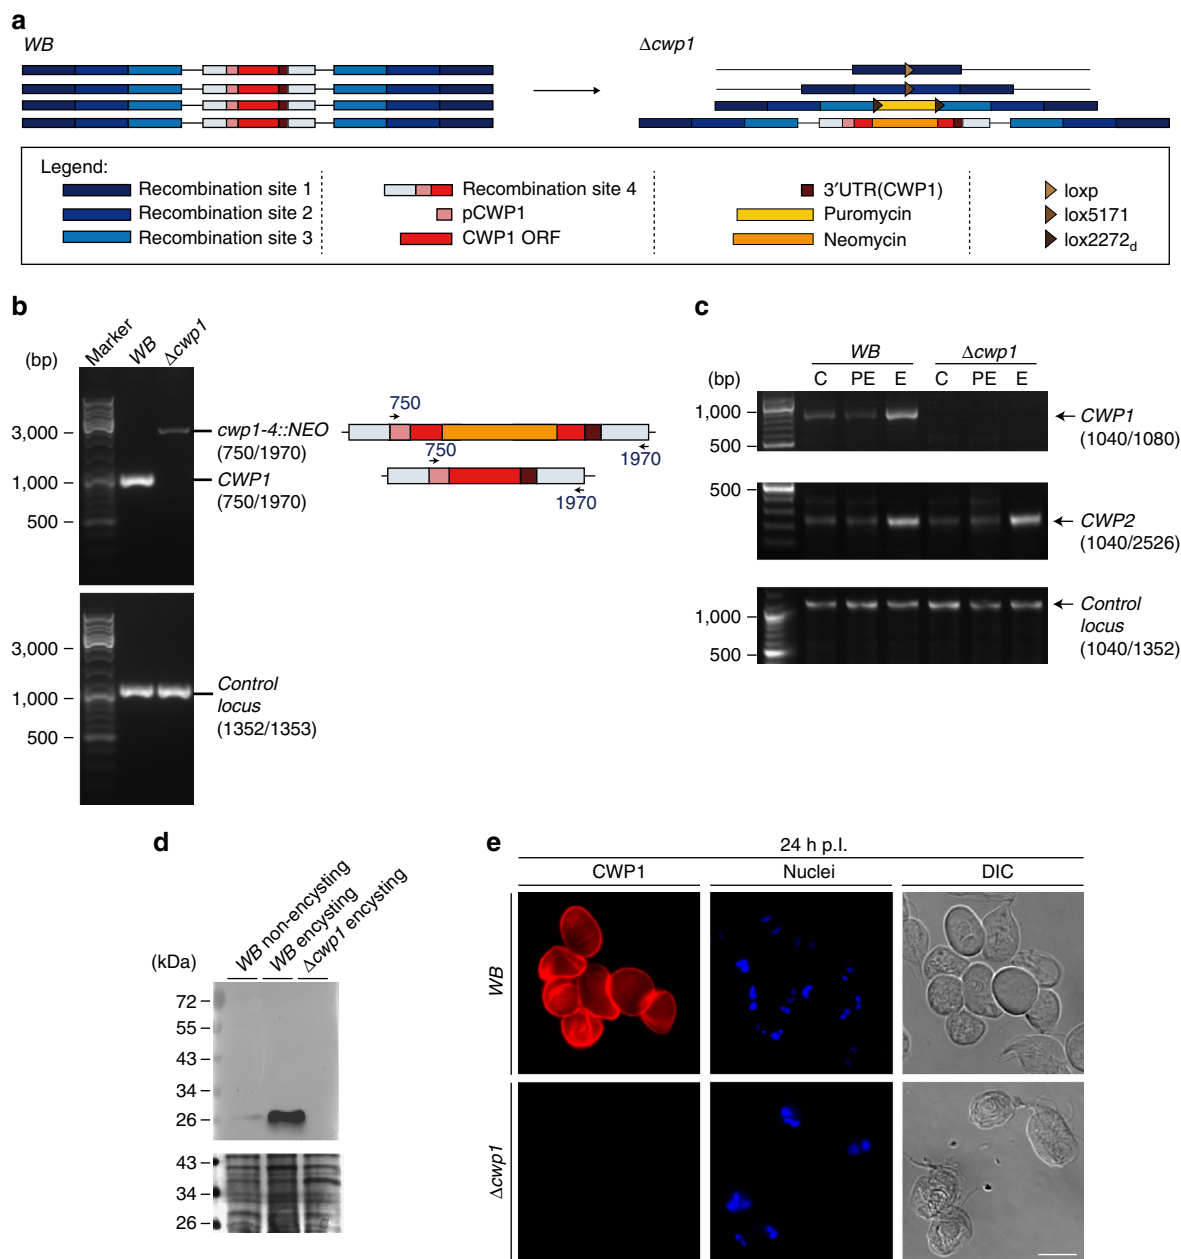 a
WB
Δcwp1
Legend:
Recombination site 1
Recombination site 2
Recombination site 3
Recombination site 4
pCWP1
CWP1 ORF
3′UTR(CWP1)
Puromycin
Neomycin
loxp
lox5171
lox2272d
b
(bp)
Marker
WB
Δcwp1
3,000
1,000
500
cwp1-4::NEO
(750/1970)
CWP1
(750/1970)
750
1970
750
1970
3,000
1,000
500
Control
locus
(1352/1353)
c
WB
Δcwp1
(bp)
C
PE
E
C
PE
E
1,000
500
CWP1
(1040/1080)
500
CWP2
(1040/2526)
1,000
500
Control
locus
(1040/1352)
d
(kDa)
WB non-encysting
WB encysting
Δcwp1 encysting
72
55
43
34
26
43
34
26
e
24 h p.I.
CWP1
Nuclei
DIC
WB
Δcwp1